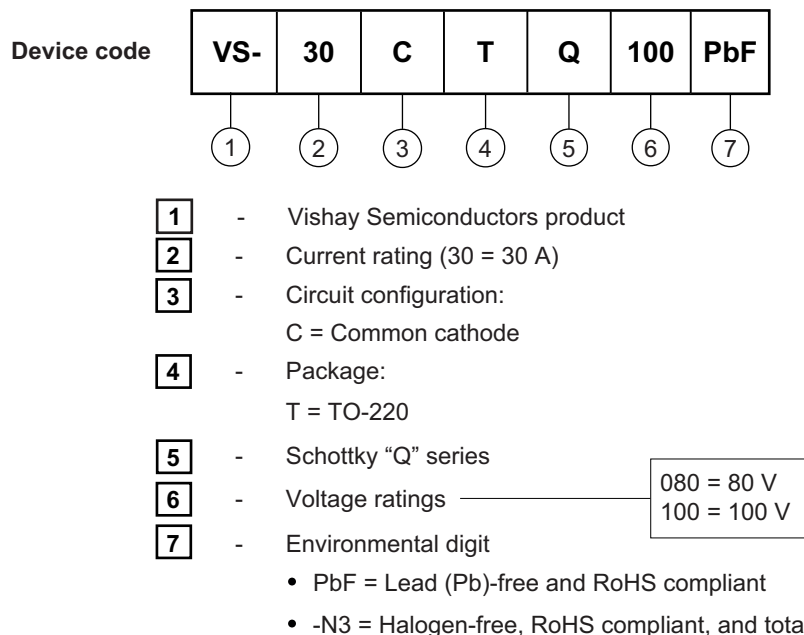 Device code VS- 30 C T Q 100 PbF
1 2 3 4 5 6 7
1 - Vishay Semiconductors product
2 - Current rating (30 = 30 A)
3 - Circuit configuration:
C = Common cathode
4 - Package:
T = TO-220
5 - Schottky “Q” series
6 - Voltage ratings
080 = 80 V
100 = 100 V
7 - Environmental digit
• PbF = Lead (Pb)-free and RoHS compliant
• -N3 = Halogen-free, RoHS compliant, and